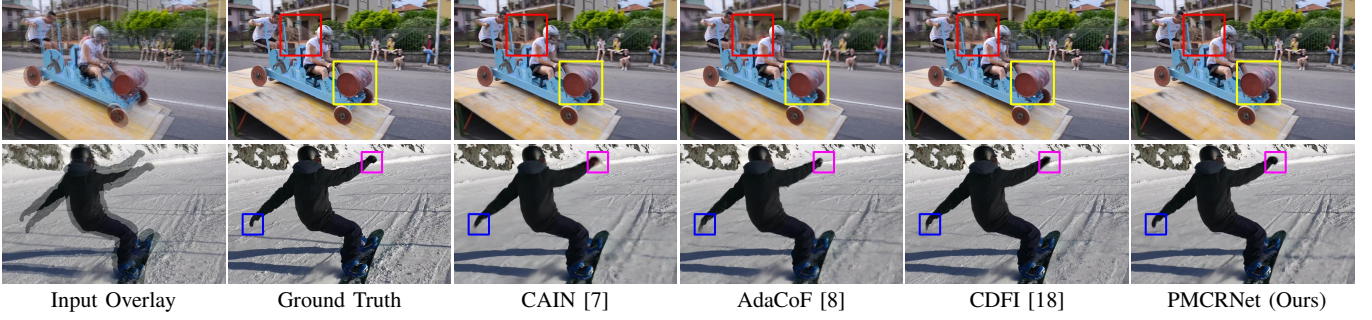 Input Overlay
Ground Truth
CAIN [7]
AdaCoF [8]
CDFI [18]
PMCRNet (Ours)